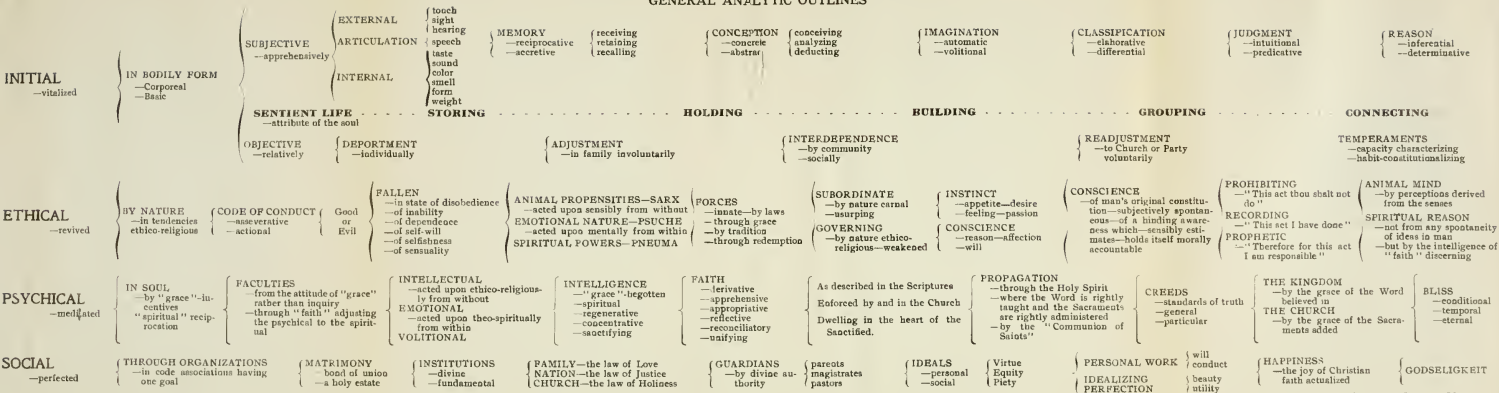 GENERAL ANALYTIC OUTLINES
INITIAL
—vitalized
IN BODILY FORM
—Corporeal
—Basic
SUBJECTIVE
—apprehensively
EXTERNAL
touch
sight
hearing
ARTICULATION
speech
INTERNAL
taste
sound
color
smell
form
weight
MEMORY
—reciprocative
—accretive
receiving
retaining
recalling
CONCEPTION
—concrete
—abstract
conceiving
analyzing
deducting
IMAGINATION
—automatic
—volitional
CLASSIFICATION
—elaborative
—differential
JUDGMENT
—intuitional
—predicative
REASON
—inferential
—determinative
SENTIENT LIFE - - - - - STORING - - - - - HOLDING - - - - - BUILDING - - - - - GROUPING - - - - - CONNECTING
—attribute of the soul
OBJECTIVE
—relatively
DEPORTMENT
—individually
ADJUSTMENT
—in family involuntarily
INTERDEPENDENCE
—by community
—socially
READJUSTMENT
—to Church or Party
voluntarily
TEMPERAMENTS
—capacity characterizing
—habit-constitutionalizing
ETHICAL
—revived
BY NATURE
—in tendencies
ethico-religious
CODE OF CONDUCT
—asseverative
—actional
Good
or
Evil
FALLEN
—in state of disobedience
—of inability
—of dependence
—of self-will
—of selfishness
—of sensuality
ANIMAL PROPENSITIES—SARX
—acted upon sensibly from without
EMOTIONAL NATURE—PSUCHE
—acted upon mentally from within
SPIRITUAL POWERS—PNEUMA
FORCES
—innate—by laws
—through grace
—by tradition
—through redemption
SUBORDINATE
—by nature carnal
—usurping
GOVERNING
—by nature ethico-
religious—weakened
INSTINCT
—appetite—desire
—feeling—passion
CONSCIENCE
—reason—affection
—will
CONSCIENCE
—of man's original constitu-
tion—subjectively spontan-
eous—of a binding aware-
ness which—sensibly esti-
mates—holds itself morally
accountable
PROHIBITING
—"This act thou shalt not
do"
RECORDING
—"This act I have done"
PROPHETIC
—"Therefore for this act
I am responsible"
ANIMAL MIND
—by perceptions derived
from the senses
SPIRITUAL REASON
—not from any spontaneity
of ideas in man
—but by the intelligence of
"faith" discerning
PSYCHICAL
—mediated
IN SOUL
—by "grace"-in-
centives
"spiritual" recip-
rocation
FACULTIES
—from the attitude of "grace"
rather than inquiry
—through "faith" adjusting
the psychical to the spirit-
ual
INTELLECTUAL
—acted upon ethico-religious-
ly from without
EMOTIONAL
—acted upon theo-spiritually
from within
VOLITIONAL
INTELLIGENCE
—"grace"-begotten
—spiritual
—regenerative
—concentrative
—sanctifying
FAITH
—derivative
—apprehensive
—appropriative
—reflective
—reconciliatory
—unifying
As described in the Scriptures
Enforced by and in the Church
Dwelling in the heart of the
Sanctified.
PROPAGATION
—through the Holy Spirit
—where the Word is rightly
taught and the Sacraments
are rightly administered
—by the "Communion of
Saints"
CREEDS
—standards of truth
—general
—particular
THE KINGDOM
—by the grace of the Word
believed in
THE CHURCH
—by the grace of the Sacra-
ments added
BLISS
—conditional
—temporal
—eternal
SOCIAL
—perfected
THROUGH ORGANIZATIONS
—in code associations having
one goal
MATRIMONY
—bond of union
—a holy estate
INSTITUTIONS
—divine
—fundamental
FAMILY—the law of Love
NATION—the law of Justice
CHURCH—the law of Holiness
GUARDIANS
—by divine au-
thority
parents
magistrates
pastors
IDEALS
—personal
—social
Virtue
Equity
Piety
PERSONAL WORK
will
conduct
IDEALIZING
PERFECTION
beauty
utility
HAPPINESS
—the joy of Christian
faith actualized
GODSELIGKEIT